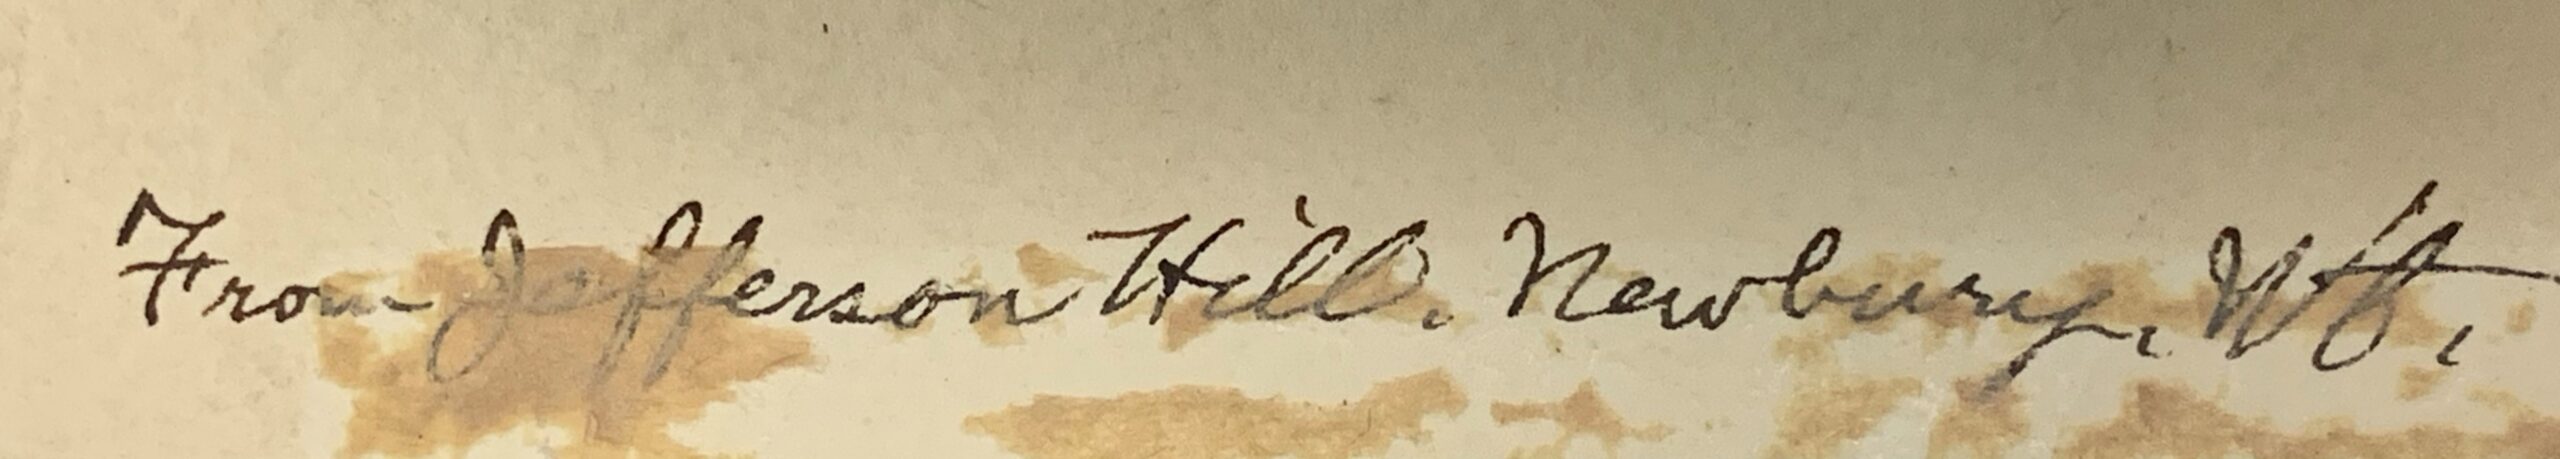 From Jefferson Hill. Newbury, Vt,